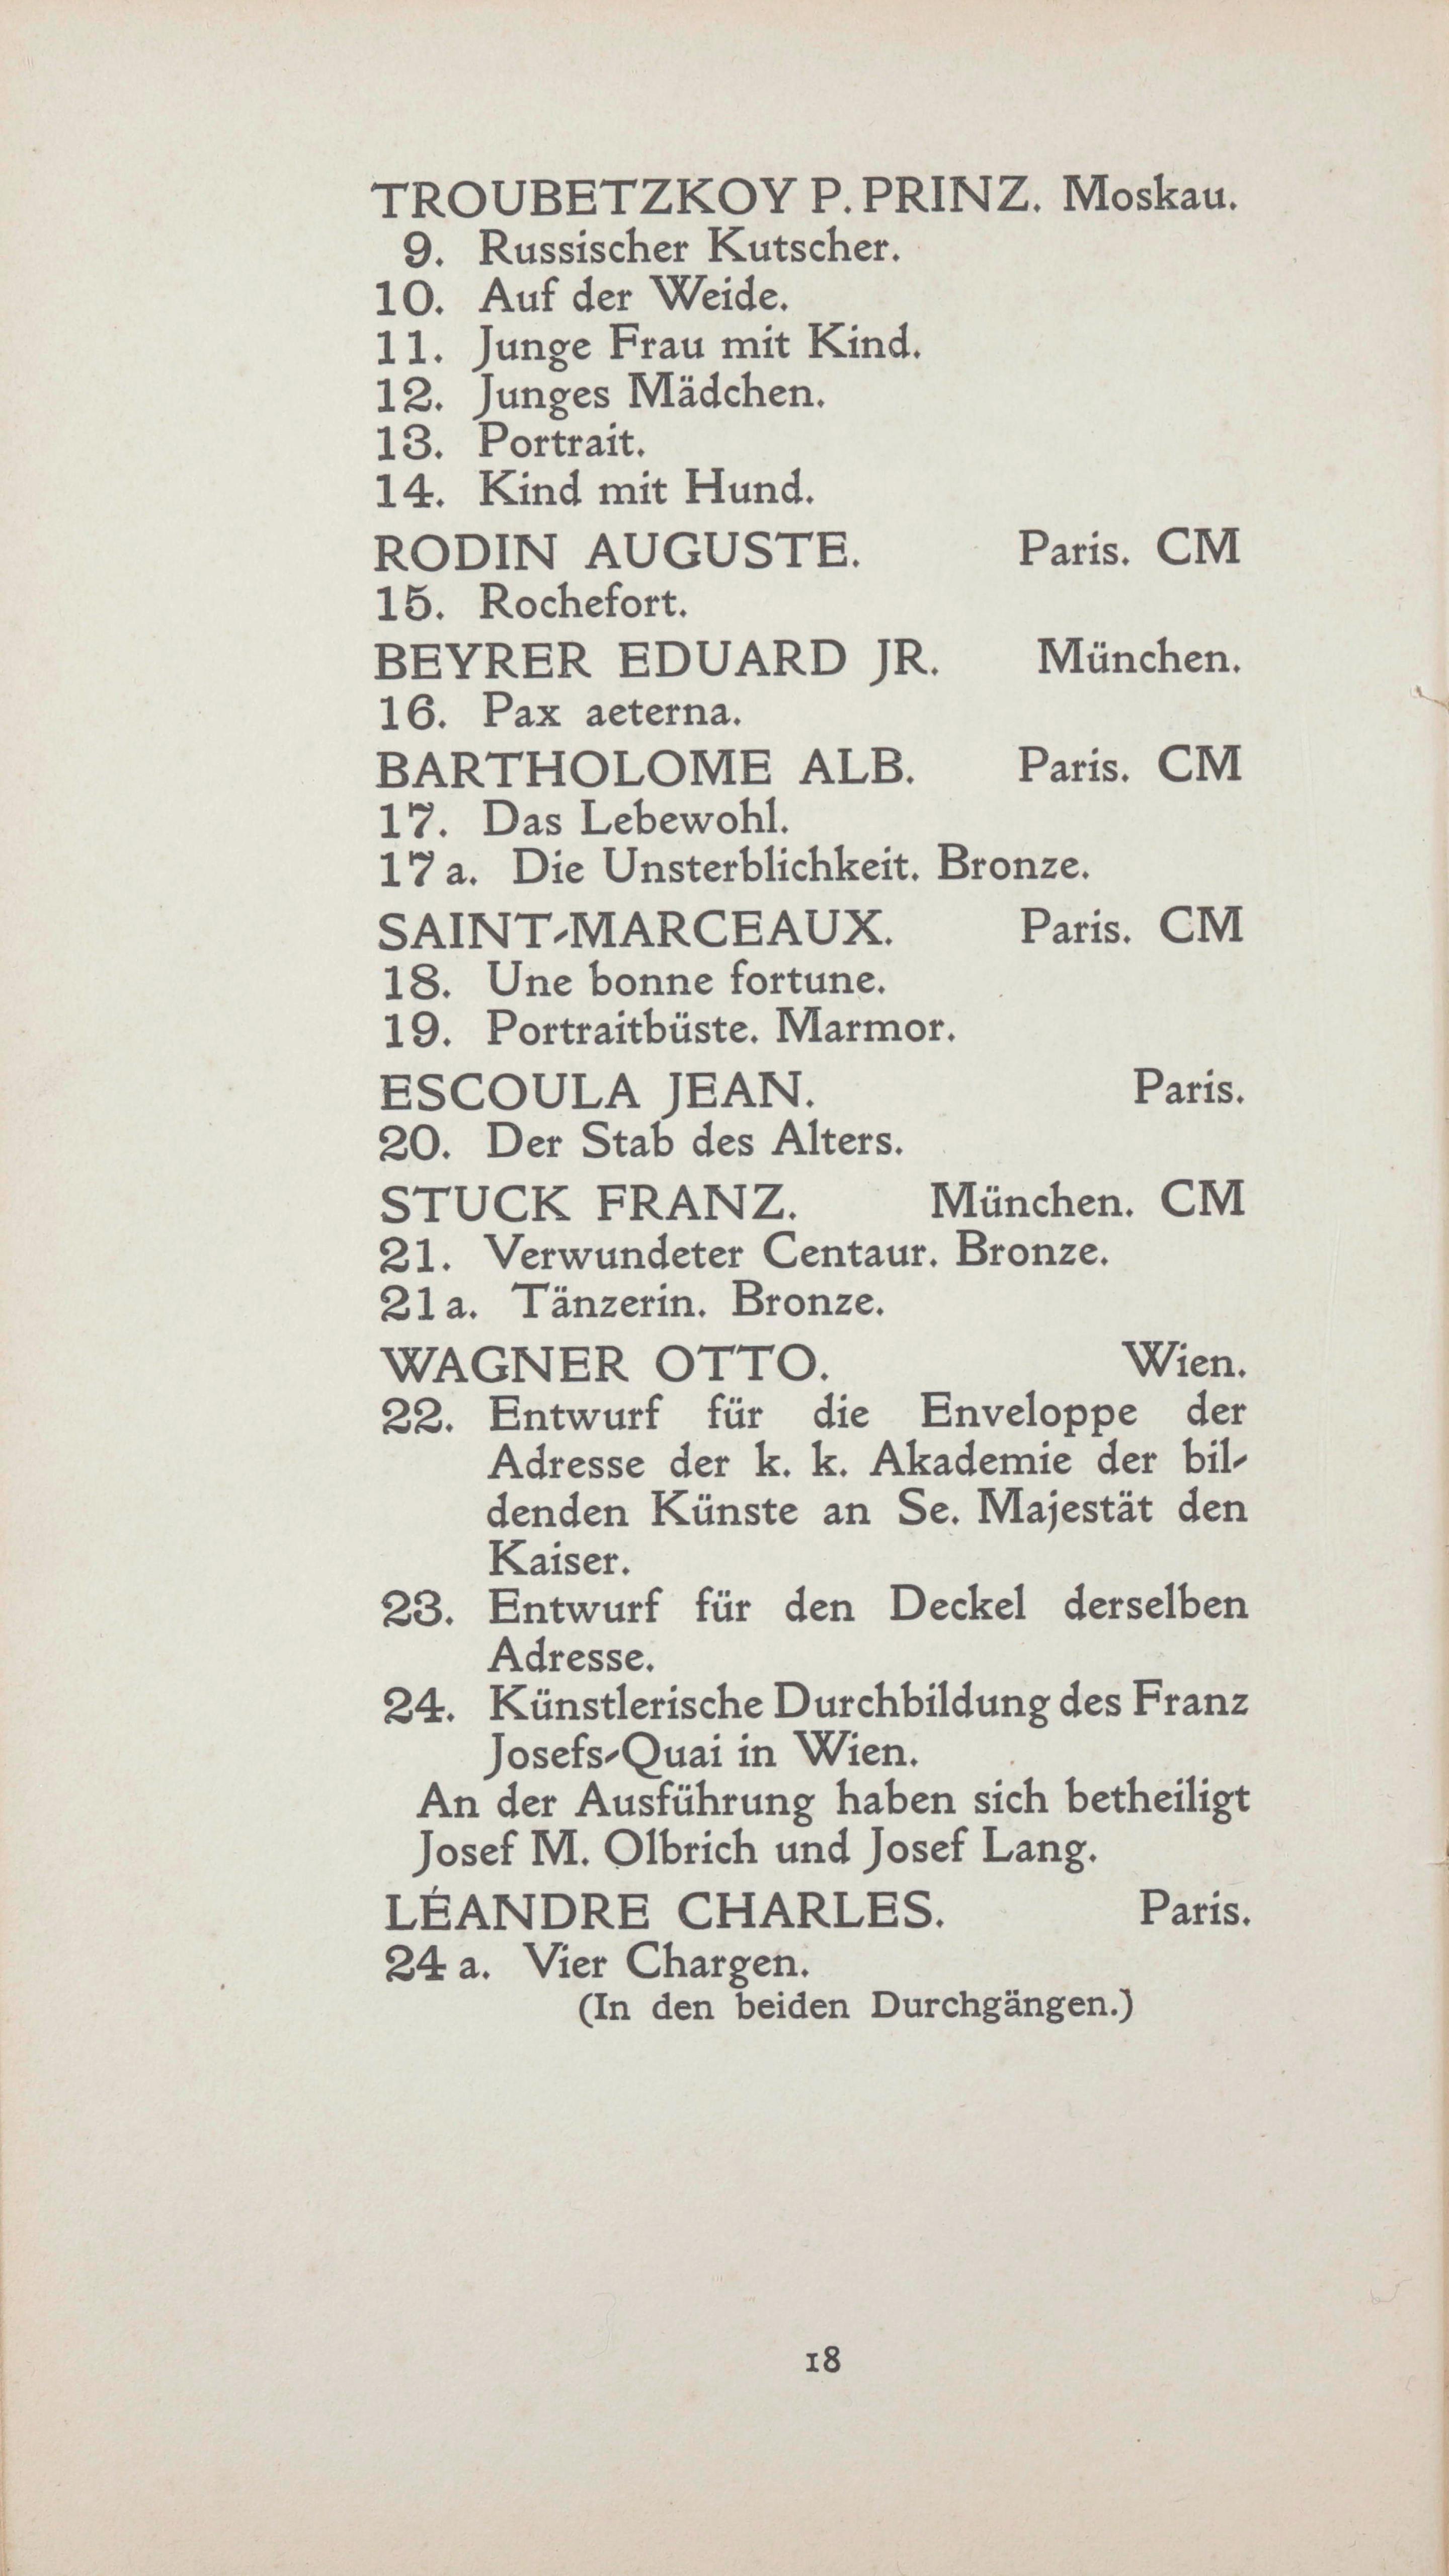 TROUBETZKOY P. PRINZ. Moskau.
9. Russischer Kutscher.
10. Auf der Weide.
11. Junge Frau mit Kind.
12. Junges Mädchen.
13. Portrait.
14. Kind mit Hund.
RODIN AUGUSTE. Paris. CM
15. Rochefort.
BEYRER EDUARD JR. München.
16. Pax aeterna.
BARTHOLOME ALB. Paris. CM
17. Das Lebewohl.
17 a. Die Unsterblichkeit. Bronze.
SAINT-MARCEAUX. Paris. CM
18. Une bonne fortune.
19. Portraitbüste. Marmor.
ESCOULA JEAN. Paris.
20. Der Stab des Alters.
STUCK FRANZ. München. CM
21. Verwundeter Centaur. Bronze.
21 a. Tänzerin. Bronze.
WAGNER OTTO. Wien.
22. Entwurf für die Enveloppe der
Adresse der k. k. Akademie der bil-
denden Künste an Se. Majestät den
Kaiser.
23. Entwurf für den Deckel derselben
Adresse.
24. Künstlerische Durchbildung des Franz
Josefs-Quai in Wien.
An der Ausführung haben sich betheiligt
Josef M. Olbrich und Josef Lang.
LÉANDRE CHARLES. Paris.
24 a. Vier Chargen.
(In den beiden Durchgängen.)
18